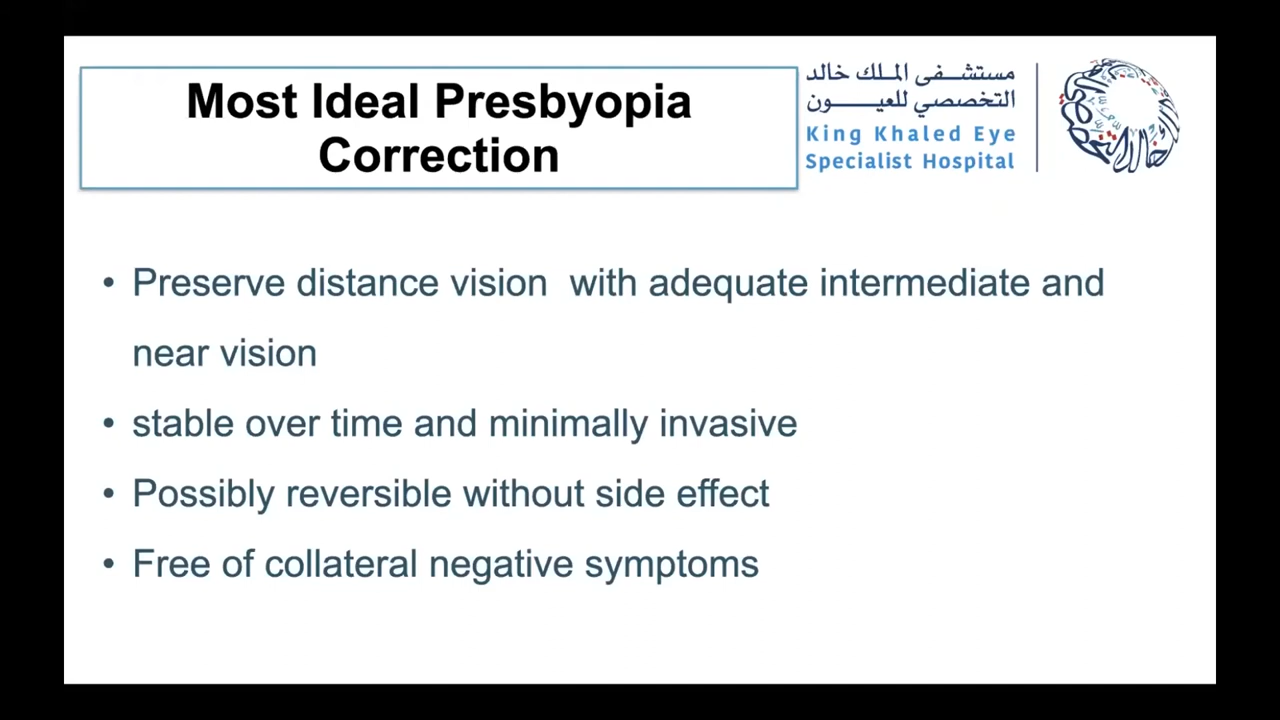 Most Ideal Presbyopia
Correction
مستشفى الملك خالد
التخصصي للعيون
King Khaled Eye
Specialist Hospital
• Preserve distance vision  with adequate intermediate and
near vision
• stable over time and minimally invasive
• Possibly reversible without side effect
• Free of collateral negative symptoms